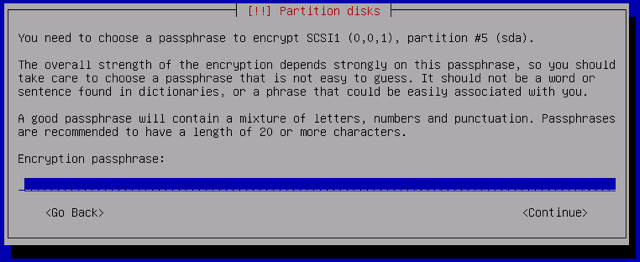 [!!] Partition disks
You need to choose a passphrase to encrypt SCSI1 (0,0,1), partition #5 (sda).
The overall strength of the encryption depends strongly on this passphrase, so you should
take care to choose a passphrase that is not easy to guess. It should not be a word or
sentence found in dictionaries, or a phrase that could be easily associated with you.
A good passphrase will contain a mixture of letters, numbers and punctuation. Passphrases
are recommended to have a length of 20 or more characters.
Encryption passphrase:
<Go Back> <Continue>